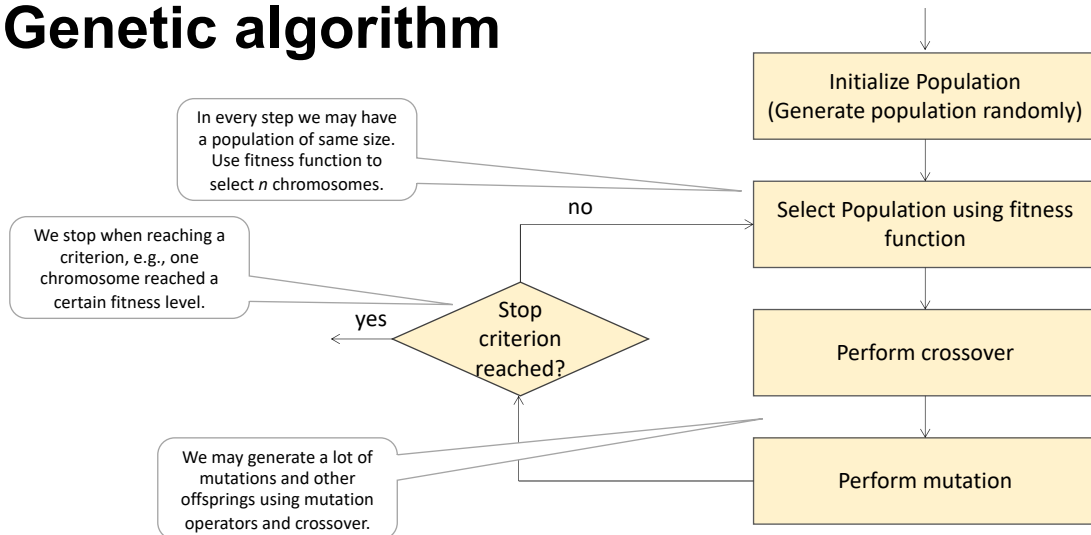 Genetic algorithm
Initialize Population
(Generate population randomly)
In every step we may have
a population of same size.
Use fitness function to
select n chromosomes.
no
Select Population using fitness
function
We stop when reaching a
criterion, e.g., one
chromosome reached a
certain fitness level.
yes
Stop
criterion
reached?
Perform crossover
We may generate a lot of
mutations and other
offsprings using mutation
operators and crossover.
Perform mutation